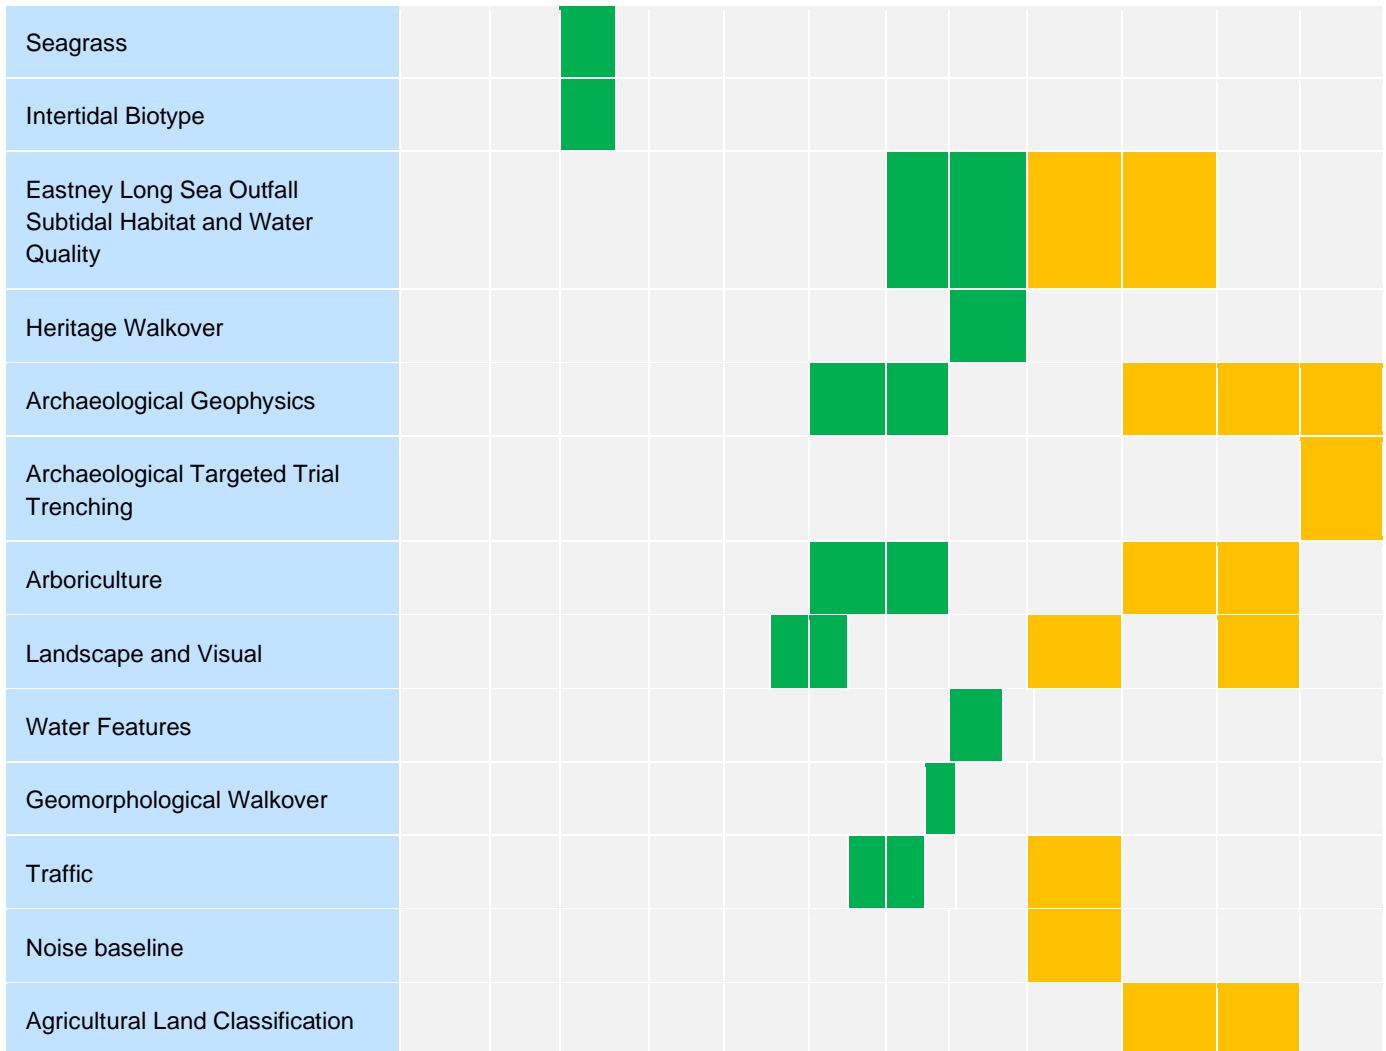 Seagrass
Intertidal Biotype
Eastney Long Sea Outfall
Subtidal Habitat and Water
Quality
Heritage Walkover
Archaeological Geophysics
Archaeological Targeted Trial
Trenching
Arboriculture
Landscape and Visual
Water Features
Geomorphological Walkover
Traffic
Noise baseline
Agricultural Land Classification